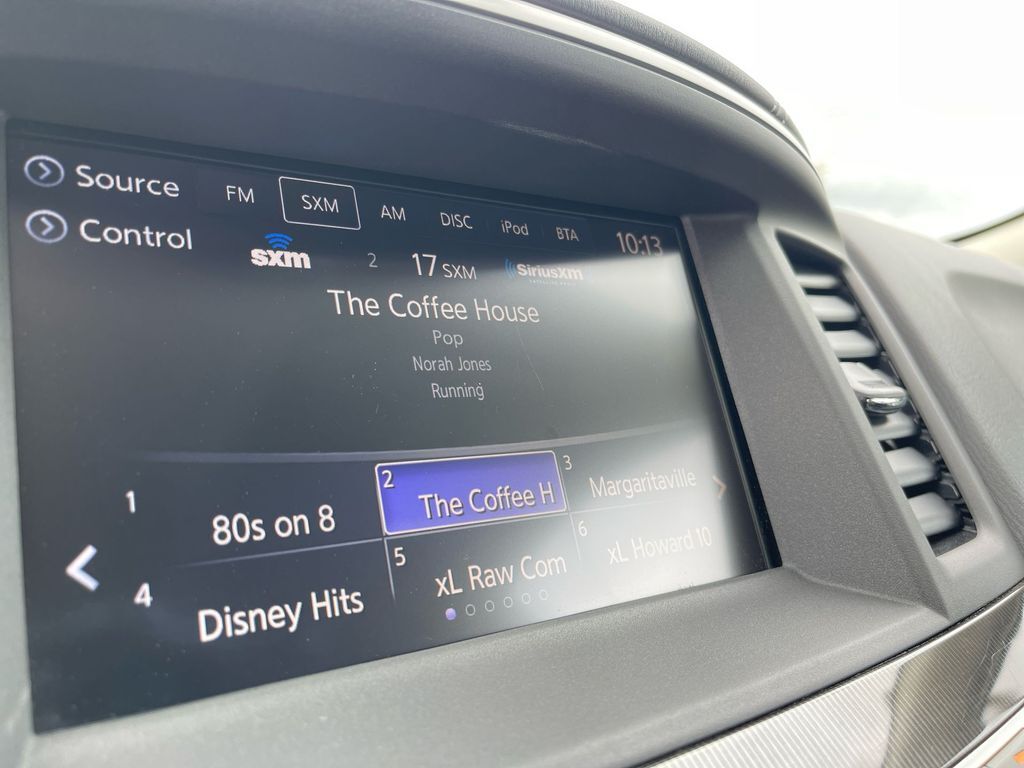 Source FM SXM AM DISC iPod BTA 10:13
Control
sxm 2 17 SXM SiriusXM
The Coffee House
Pop
Norah Jones
Running
1 80s on 8
2 The Coffee H
3 Margaritaville
4 Disney Hits
5 xL Raw Com
6 xL Howard 10